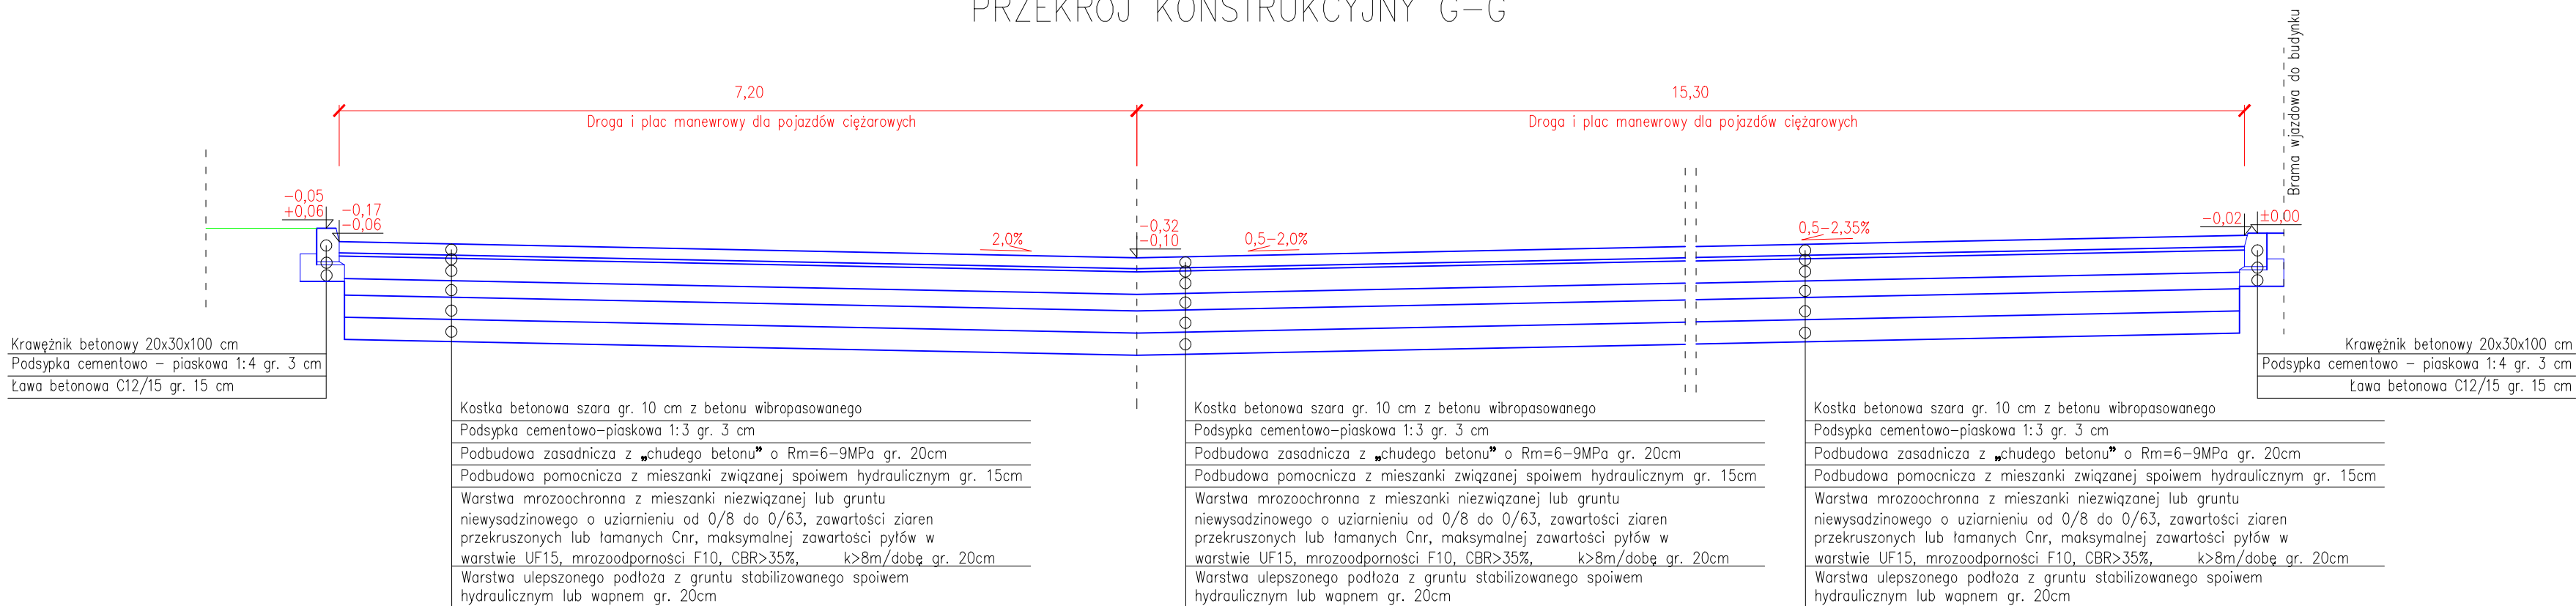 PRZEKRÓJ KONSTRUKCYJNY G-G
Brama wjazdowa do budynku
7,20
15,30
Droga i plac manewrowy dla pojazdów ciężarowych
Droga i plac manewrowy dla pojazdów ciężarowych
-0,05
+0,06
-0,17
-0,06
2,0%
-0,32
-0,10
0,5-2,0%
0,5-2,35%
-0,02
±0,00
Krawężnik betonowy 20x30x100 cm
Podsypka cementowo - piaskowa 1:4 gr. 3 cm
Ława betonowa C12/15 gr. 15 cm
Krawężnik betonowy 20x30x100 cm
Podsypka cementowo - piaskowa 1:4 gr. 3 cm
Ława betonowa C12/15 gr. 15 cm
Kostka betonowa szara gr. 10 cm z betonu wibropasowanego
Podsypka cementowo-piaskowa 1:3 gr. 3 cm
Podbudowa zasadnicza z „chudego betonu” o Rm=6-9MPa gr. 20cm
Podbudowa pomocnicza z mieszanki związanej spoiwem hydraulicznym gr. 15cm
Warstwa mrozoochronna z mieszanki niezwiązanej lub gruntu
niewysadzinowego o uziarnieniu od 0/8 do 0/63, zawartości ziaren
przekruszonych lub łamanych Cnr, maksymalnej zawartości pyłów w
warstwie UF15, mrozoodporności F10, CBR>35%, k>8m/dobę gr. 20cm
Warstwa ulepszonego podłoża z gruntu stabilizowanego spoiwem
hydraulicznym lub wapnem gr. 20cm
Kostka betonowa szara gr. 10 cm z betonu wibropasowanego
Podsypka cementowo-piaskowa 1:3 gr. 3 cm
Podbudowa zasadnicza z „chudego betonu” o Rm=6-9MPa gr. 20cm
Podbudowa pomocnicza z mieszanki związanej spoiwem hydraulicznym gr. 15cm
Warstwa mrozoochronna z mieszanki niezwiązanej lub gruntu
niewysadzinowego o uziarnieniu od 0/8 do 0/63, zawartości ziaren
przekruszonych lub łamanych Cnr, maksymalnej zawartości pyłów w
warstwie UF15, mrozoodporności F10, CBR>35%, k>8m/dobę gr. 20cm
Warstwa ulepszonego podłoża z gruntu stabilizowanego spoiwem
hydraulicznym lub wapnem gr. 20cm
Kostka betonowa szara gr. 10 cm z betonu wibropasowanego
Podsypka cementowo-piaskowa 1:3 gr. 3 cm
Podbudowa zasadnicza z „chudego betonu” o Rm=6-9MPa gr. 20cm
Podbudowa pomocnicza z mieszanki związanej spoiwem hydraulicznym gr. 15cm
Warstwa mrozoochronna z mieszanki niezwiązanej lub gruntu
niewysadzinowego o uziarnieniu od 0/8 do 0/63, zawartości ziaren
przekruszonych lub łamanych Cnr, maksymalnej zawartości pyłów w
warstwie UF15, mrozoodporności F10, CBR>35%, k>8m/dobę gr. 20cm
Warstwa ulepszonego podłoża z gruntu stabilizowanego spoiwem
hydraulicznym lub wapnem gr. 20cm